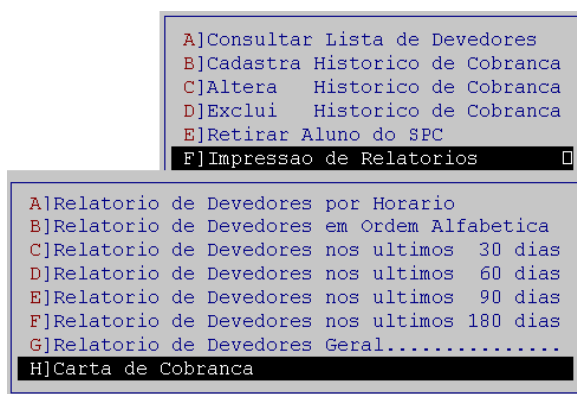 A]Consultar Lista de Devedores
B]Cadastra Historico de Cobranca
C]Altera   Historico de Cobranca
D]Exclui   Historico de Cobranca
E]Retirar Aluno do SPC
F]Impressao de Relatorios
A]Relatorio de Devedores por Horario
B]Relatorio de Devedores em Ordem Alfabetica
C]Relatorio de Devedores nos ultimos  30 dias
D]Relatorio de Devedores nos ultimos  60 dias
E]Relatorio de Devedores nos ultimos  90 dias
F]Relatorio de Devedores nos ultimos 180 dias
G]Relatorio de Devedores Geral...............
H]Carta de Cobranca